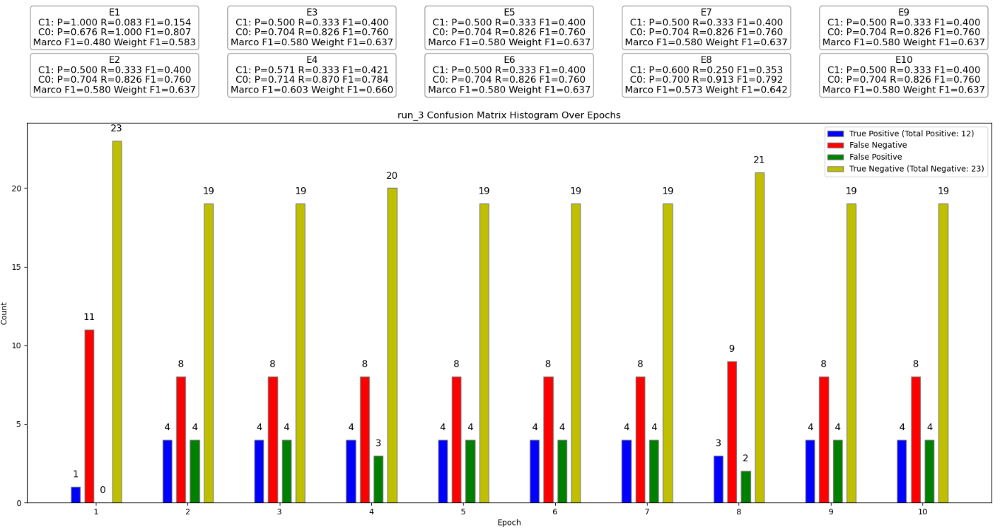 E1
C1: P=1.000 R=0.083 F1=0.154
C0: P=0.676 R=1.000 F1=0.807
Marco F1=0.480 Weight F1=0.583
E3
C1: P=0.500 R=0.333 F1=0.400
C0: P=0.704 R=0.826 F1=0.760
Marco F1=0.580 Weight F1=0.637
E5
C1: P=0.500 R=0.333 F1=0.400
C0: P=0.704 R=0.826 F1=0.760
Marco F1=0.580 Weight F1=0.637
E7
C1: P=0.500 R=0.333 F1=0.400
C0: P=0.704 R=0.826 F1=0.760
Marco F1=0.580 Weight F1=0.637
E9
C1: P=0.500 R=0.333 F1=0.400
C0: P=0.704 R=0.826 F1=0.760
Marco F1=0.580 Weight F1=0.637
E2
C1: P=0.500 R=0.333 F1=0.400
C0: P=0.704 R=0.826 F1=0.760
Marco F1=0.580 Weight F1=0.637
E4
C1: P=0.571 R=0.333 F1=0.421
C0: P=0.714 R=0.870 F1=0.784
Marco F1=0.603 Weight F1=0.660
E6
C1: P=0.500 R=0.333 F1=0.400
C0: P=0.704 R=0.826 F1=0.760
Marco F1=0.580 Weight F1=0.637
E8
C1: P=0.600 R=0.250 F1=0.353
C0: P=0.700 R=0.913 F1=0.792
Marco F1=0.573 Weight F1=0.642
E10
C1: P=0.500 R=0.333 F1=0.400
C0: P=0.704 R=0.826 F1=0.760
Marco F1=0.580 Weight F1=0.637
run_3 Confusion Matrix Histogram Over Epochs
True Positive (Total Positive: 12)
False Negative
False Positive
True Negative (Total Negative: 23)
Count
20
15
10
5
0
1 11 0 23
4 8 4 19
4 8 4 19
4 8 3 20
4 8 4 19
4 8 4 19
4 8 4 19
3 9 2 21
4 8 4 19
4 8 4 19
1 2 3 4 5 6 7 8 9 10
Epoch